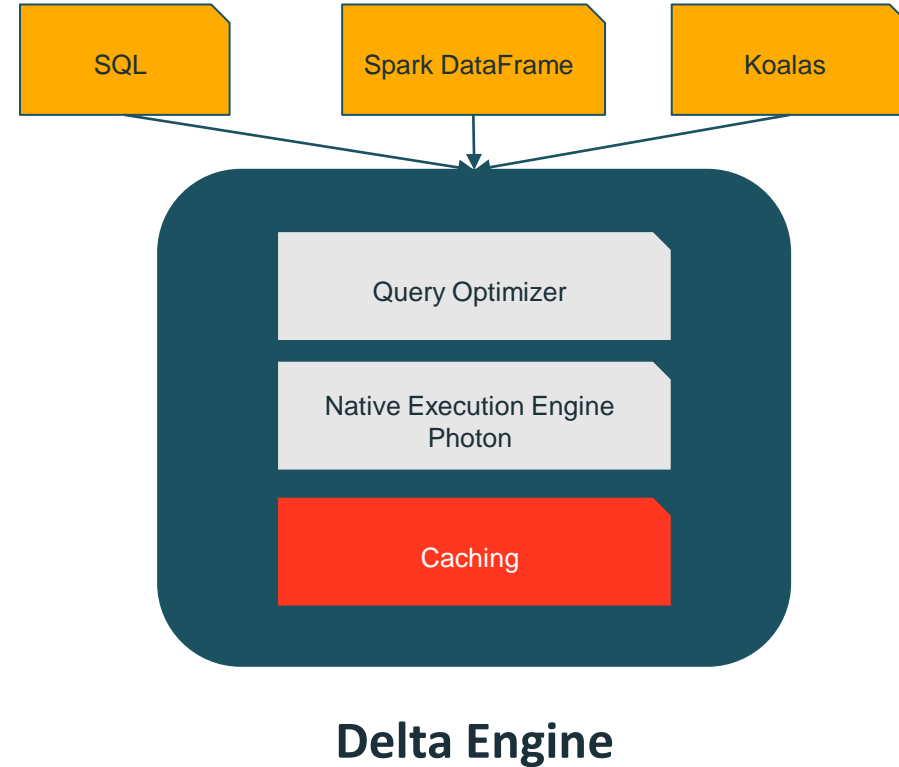 SQL
Spark DataFrame
Koalas
Query Optimizer
Native Execution Engine
Photon
Caching
Delta Engine